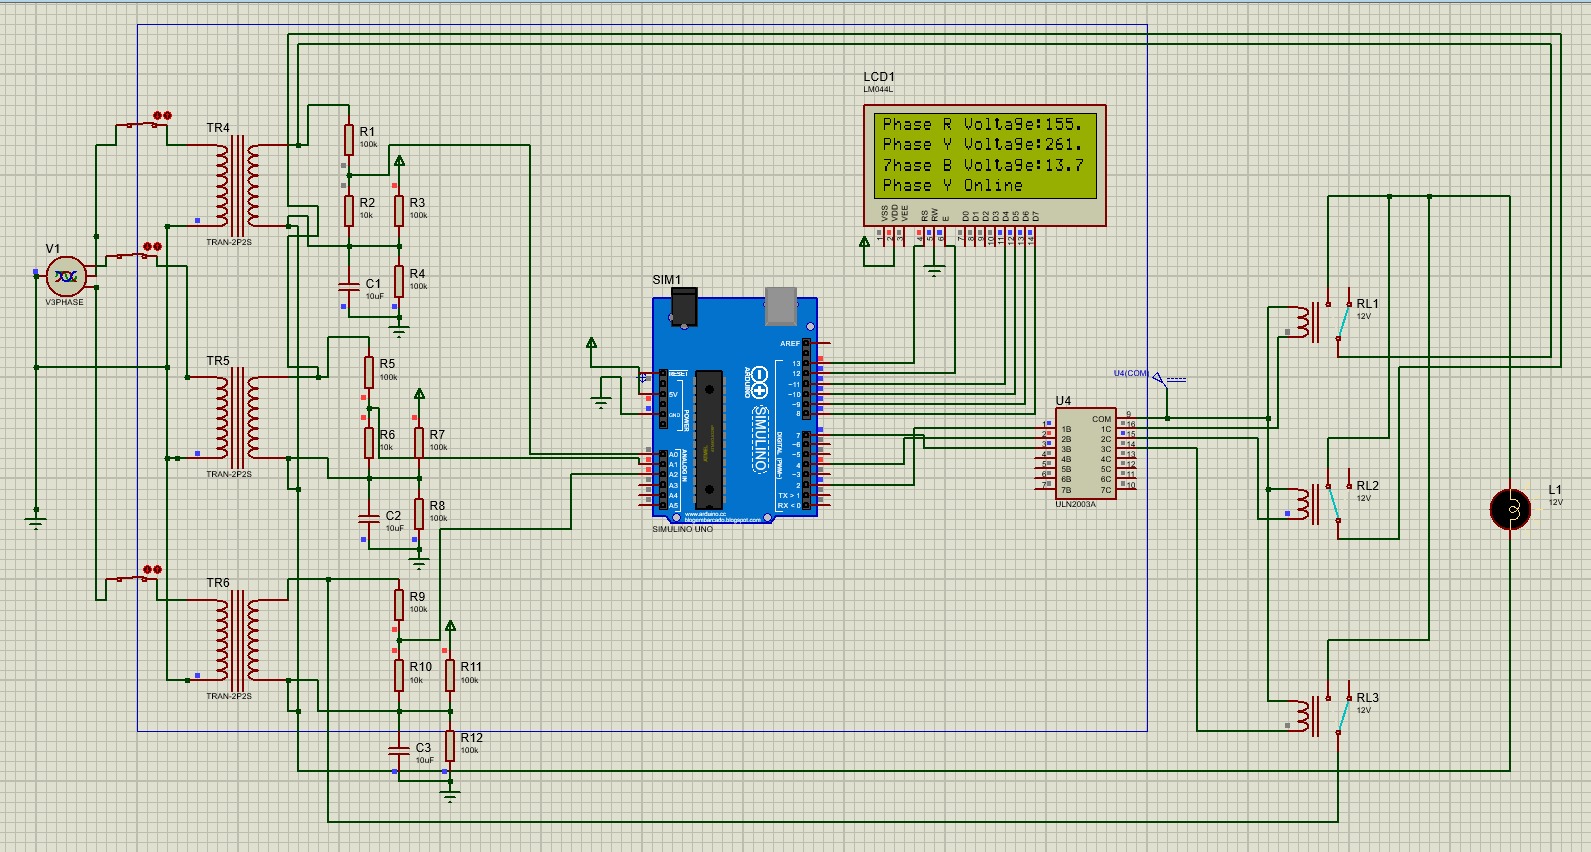 LCD1
LM044L
Phase R Voltage:155.
Phase Y Voltage:261.
7hase B Voltage:13.7
Phase Y Online
VSS
VDD
VEE
RS
RW
E
D0
D1
D2
D3
D4
D5
D6
D7
1
2
3
4
5
6
7
8
9
10
11
12
13
14
TR4
TRAN-2P2S
R1
100k
R2
10k
R3
100k
R4
100k
C1
10uF
V1
V3PHASE
TR5
TRAN-2P2S
R5
100k
R6
10k
R7
100k
R8
100k
C2
10uF
TR6
TRAN-2P2S
R9
100k
R10
10k
R11
100k
R12
100k
C3
10uF
SIM1
AREF
13
12
~11
~10
~9
8
7
~6
~5
4
~3
2
TX > 1
RX < 0
RESET
5V
GND
POWER
A0
A1
A2
A3
A4
A5
ANALOG IN
ARDUINO
SIMULINO
DIGITAL (PWM~)
www.arduino.cc
blogembarcado.blogspot.com
SIMULINO UNO
U4(COM)
U4
1
2
3
4
5
6
7
1B
2B
3B
4B
5B
6B
7B
COM
1C
2C
3C
4C
5C
6C
7C
9
16
15
14
13
12
11
10
ULN2003A
RL1
12V
RL2
12V
RL3
12V
L1
12V